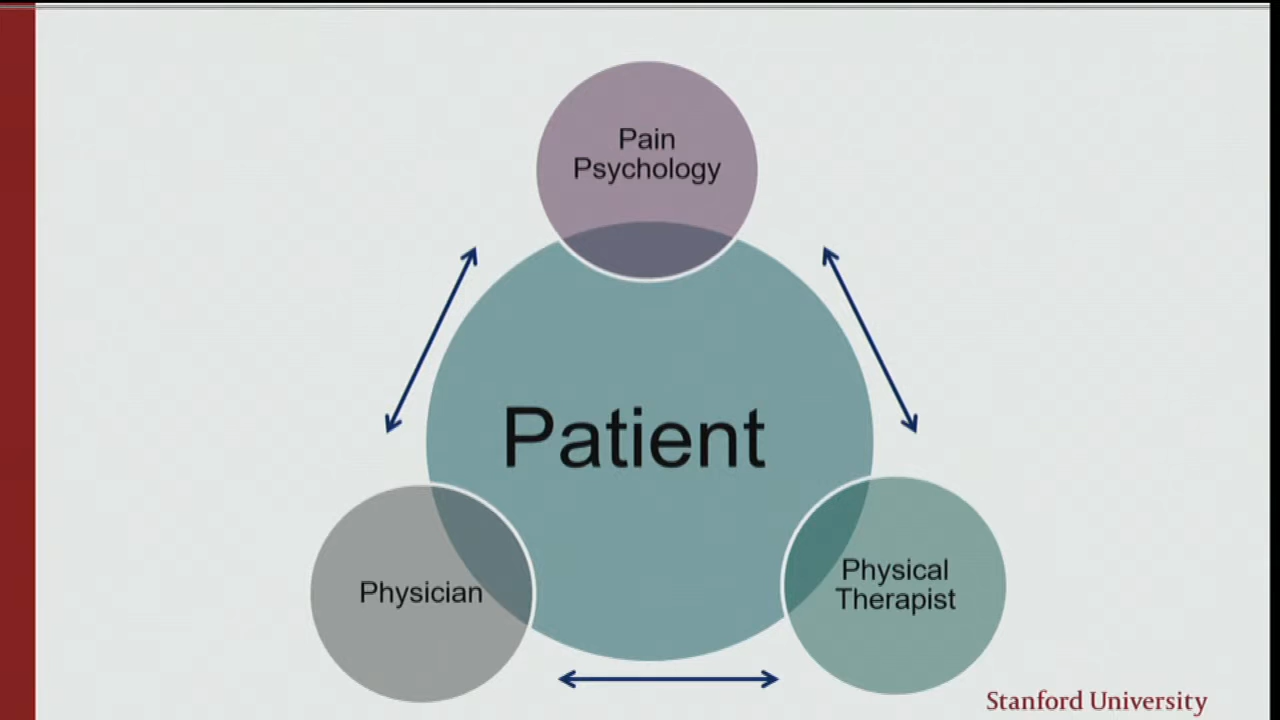 Pain
Psychology
Patient
Physician
Physical
Therapist
Stanford University